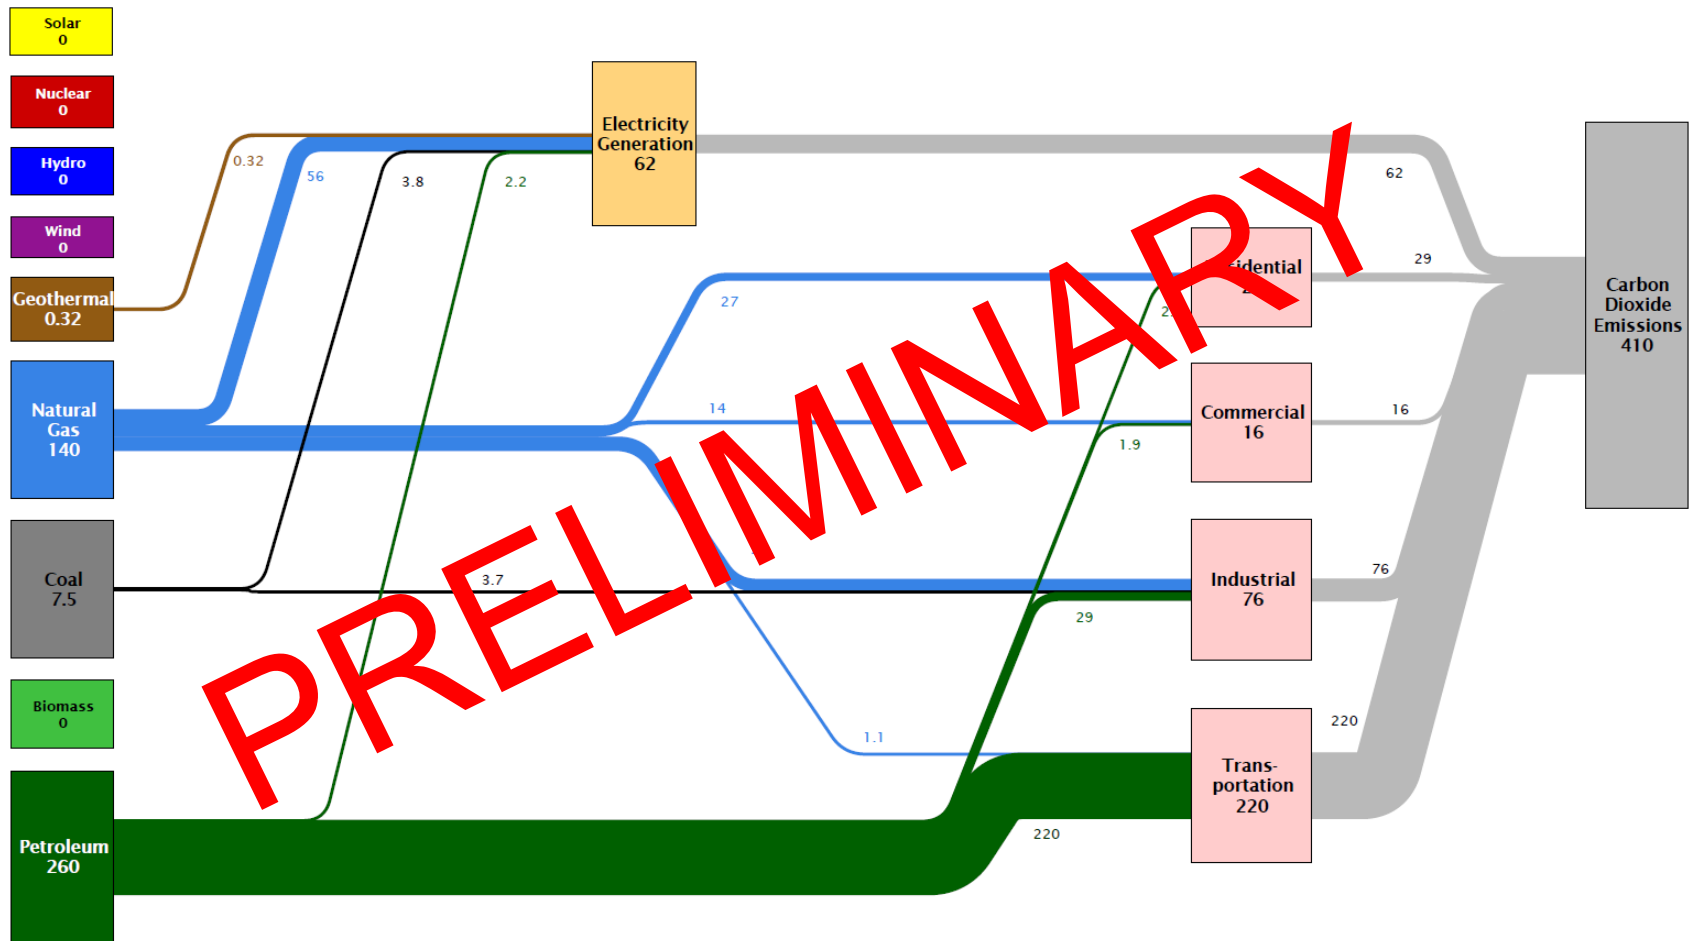 Solar
0
Nuclear
0
Hydro
0
Wind
0
Geothermal
0.32
Natural
Gas
140
Coal
7.5
Biomass
0
Petroleum
260
0.32
56
3.8
2.2
Electricity
Generation
62
27
14
3.7
1.1
1.9
29
220
Commercial
16
Industrial
76
Trans-
portation
220
62
29
16
76
220
Carbon
Dioxide
Emissions
410
PRELIMINARY